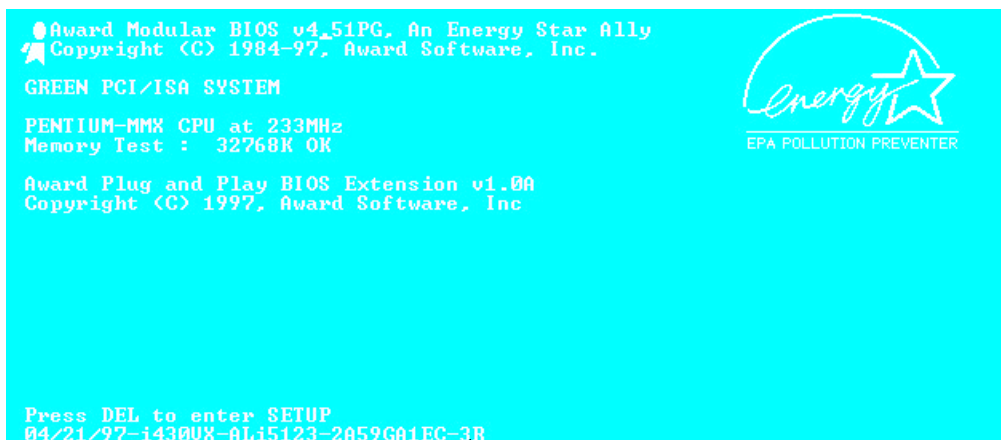 Award Modular BIOS v4.51PG, An Energy Star Ally
Copyright (C) 1984-97, Award Software, Inc.
GREEN PCI/ISA SYSTEM
PENTIUM-MMX CPU at 233MHz
Memory Test :  32768K OK
Award Plug and Play BIOS Extension v1.0A
Copyright (C) 1997, Award Software, Inc
energy
EPA POLLUTION PREVENTER
Press DEL to enter SETUP
04/21/97-i430VX-ALi5123-2A59GA1EC-3R